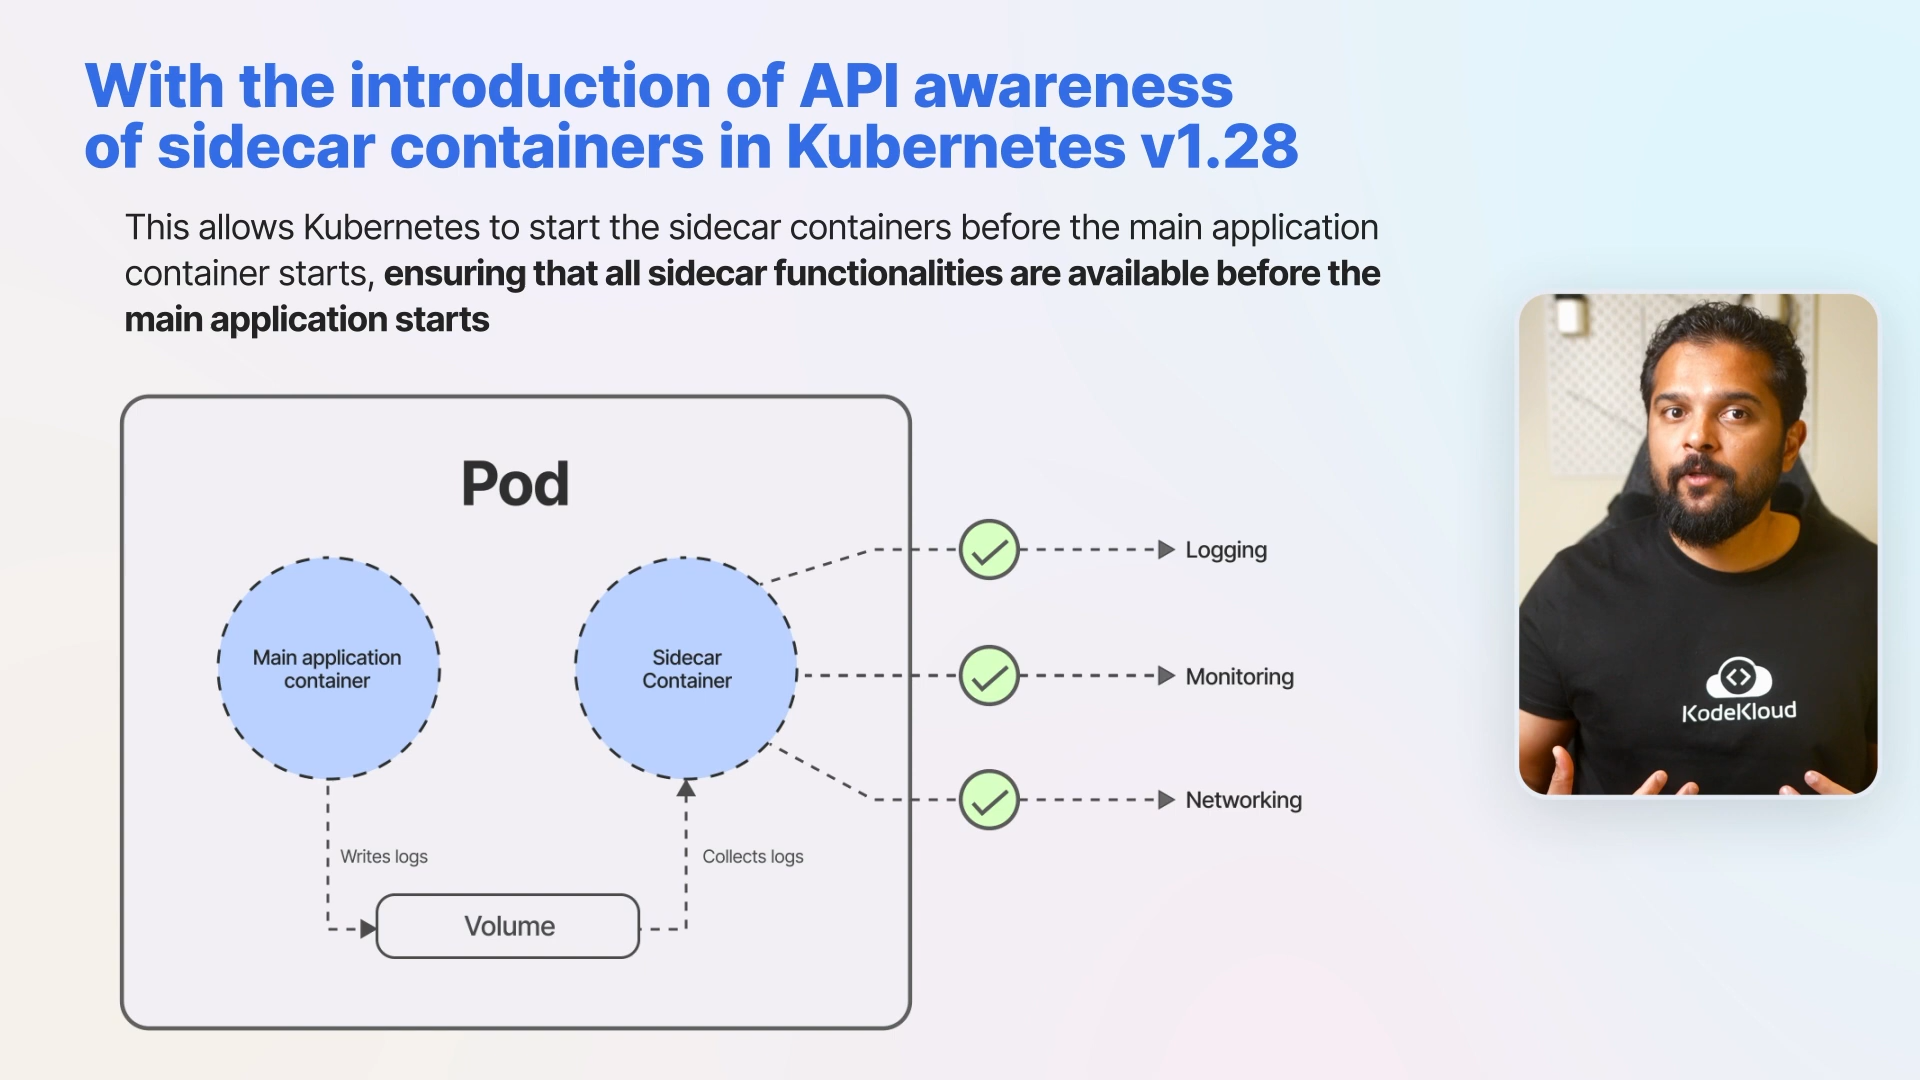 With the introduction of API awareness
of sidecar containers in Kubernetes v1.28
This allows Kubernetes to start the sidecar containers before the main application
container starts, ensuring that all sidecar functionalities are available before the
main application starts
Pod
Main application
container
Sidecar
Container
Writes logs
Collects logs
Volume
Logging
Monitoring
Networking
KodeKloud